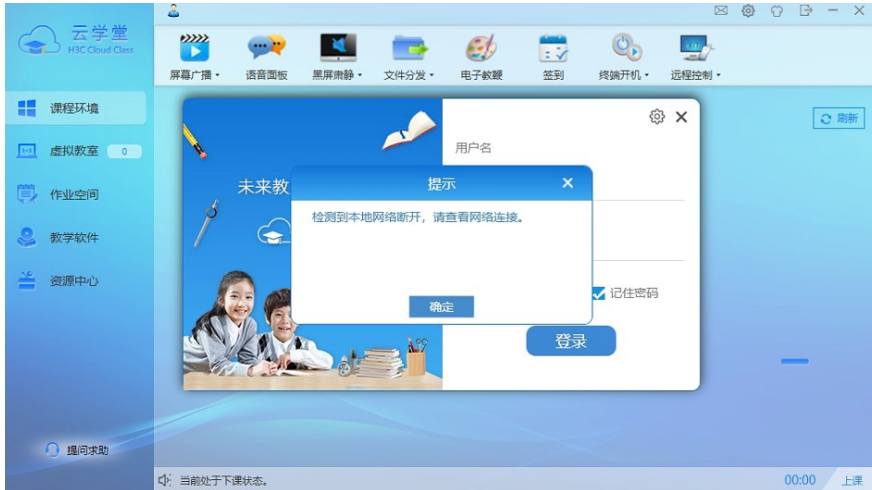 云学堂
H3C Cloud Class
屏幕广播
语音面板
黑屏肃静
文件分发
电子教鞭
签到
终端开机
远程控制
课程环境
虚拟教室 0
作业空间
教学软件
资源中心
提问求助
刷新
用户名
未来教
提示
检测到本地网络断开，请查看网络连接。
确定
记住密码
登录
当前处于下课状态。
00:00
上课